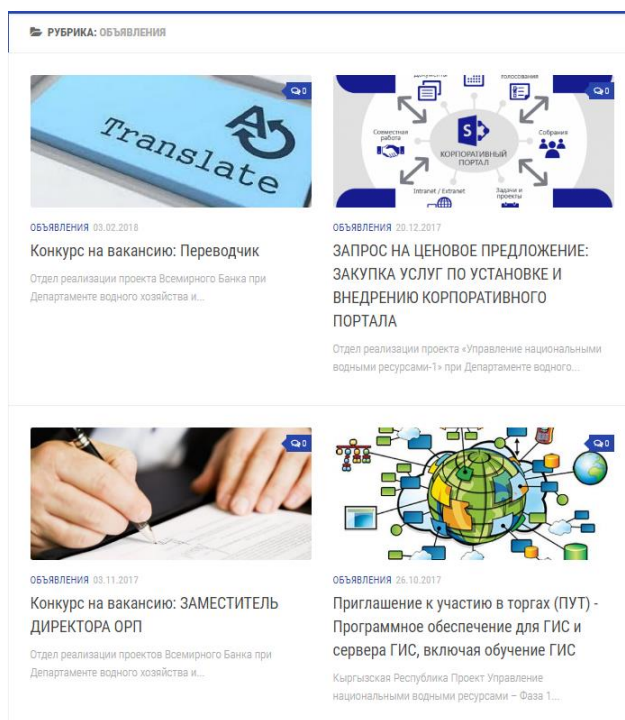 РУБРИКА: ОБЪЯВЛЕНИЯ
0
Translate
ОБЪЯВЛЕНИЯ 03.02.2018
Конкурс на вакансию: Переводчик
Отдел реализации проекта Всемирного Банка при
Департаменте водного хозяйства и...
0
голосования
Совместная
работа
Собрания
S
КОРПОРАТИВНЫЙ
ПОРТАЛ
Intranet / Extranet
Задачи и
проекты
ОБЪЯВЛЕНИЯ 20.12.2017
ЗАПРОС НА ЦЕНОВОЕ ПРЕДЛОЖЕНИЕ:
ЗАКУПКА УСЛУГ ПО УСТАНОВКЕ И
ВНЕДРЕНИЮ КОРПОРАТИВНОГО
ПОРТАЛА
Отдел реализации проекта «Управление национальными
водными ресурсами-1» при Департаменте водного...
0
ОБЪЯВЛЕНИЯ 03.11.2017
Конкурс на вакансию: ЗАМЕСТИТЕЛЬ
ДИРЕКТОРА ОРП
Отдел реализации проектов Всемирного Банка при
Департаменте водного хозяйства и...
0
ОБЪЯВЛЕНИЯ 26.10.2017
Приглашение к участию в торгах (ПУТ) -
Программное обеспечение для ГИС и
сервера ГИС, включая обучение ГИС
Кыргызская Республика Проект Управление
национальными водными ресурсами – Фаза 1...